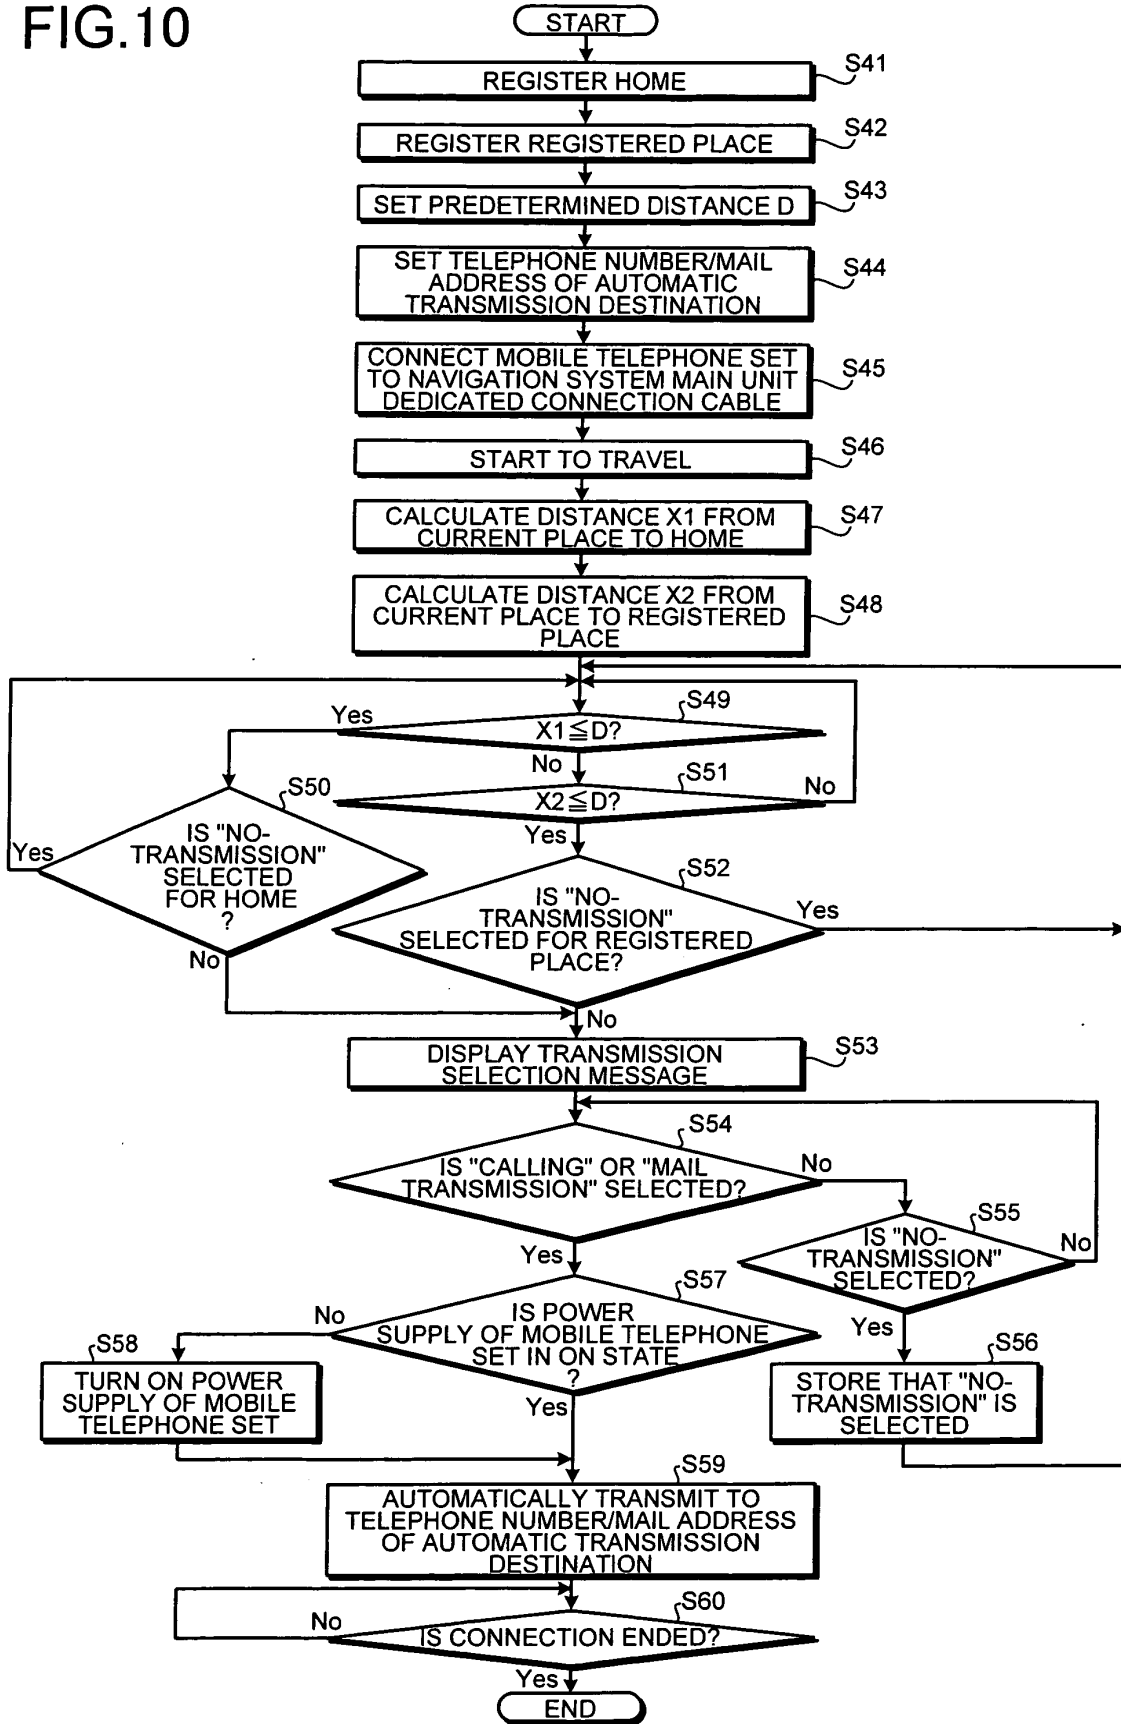 FIG.10
START
S41
REGISTER HOME
S42
REGISTER REGISTERED PLACE
S43
SET PREDETERMINED DISTANCE D
S44
SET TELEPHONE NUMBER/MAIL
ADDRESS OF AUTOMATIC
TRANSMISSION DESTINATION
S45
CONNECT MOBILE TELEPHONE SET
TO NAVIGATION SYSTEM MAIN UNIT
DEDICATED CONNECTION CABLE
S46
START TO TRAVEL
S47
CALCULATE DISTANCE X1 FROM
CURRENT PLACE TO HOME
S48
CALCULATE DISTANCE X2 FROM
CURRENT PLACE TO REGISTERED
PLACE
S49
Yes
X1≦D?
No
S50
S51
X2≦D?
No
Yes
IS "NO-
TRANSMISSION"
SELECTED
FOR HOME
?
Yes
No
S52
IS "NO-
TRANSMISSION"
SELECTED FOR REGISTERED
PLACE?
Yes
No
S53
DISPLAY TRANSMISSION
SELECTION MESSAGE
S54
IS "CALLING" OR "MAIL
TRANSMISSION" SELECTED?
No
Yes
S55
IS "NO-
TRANSMISSION"
SELECTED?
No
Yes
S57
IS POWER
SUPPLY OF MOBILE TELEPHONE
SET IN ON STATE
?
No
Yes
S58
TURN ON POWER
SUPPLY OF MOBILE
TELEPHONE SET
S56
STORE THAT "NO-
TRANSMISSION" IS
SELECTED
S59
AUTOMATICALLY TRANSMIT TO
TELEPHONE NUMBER/MAIL ADDRESS
OF AUTOMATIC TRANSMISSION
DESTINATION
S60
No
IS CONNECTION ENDED?
Yes
END